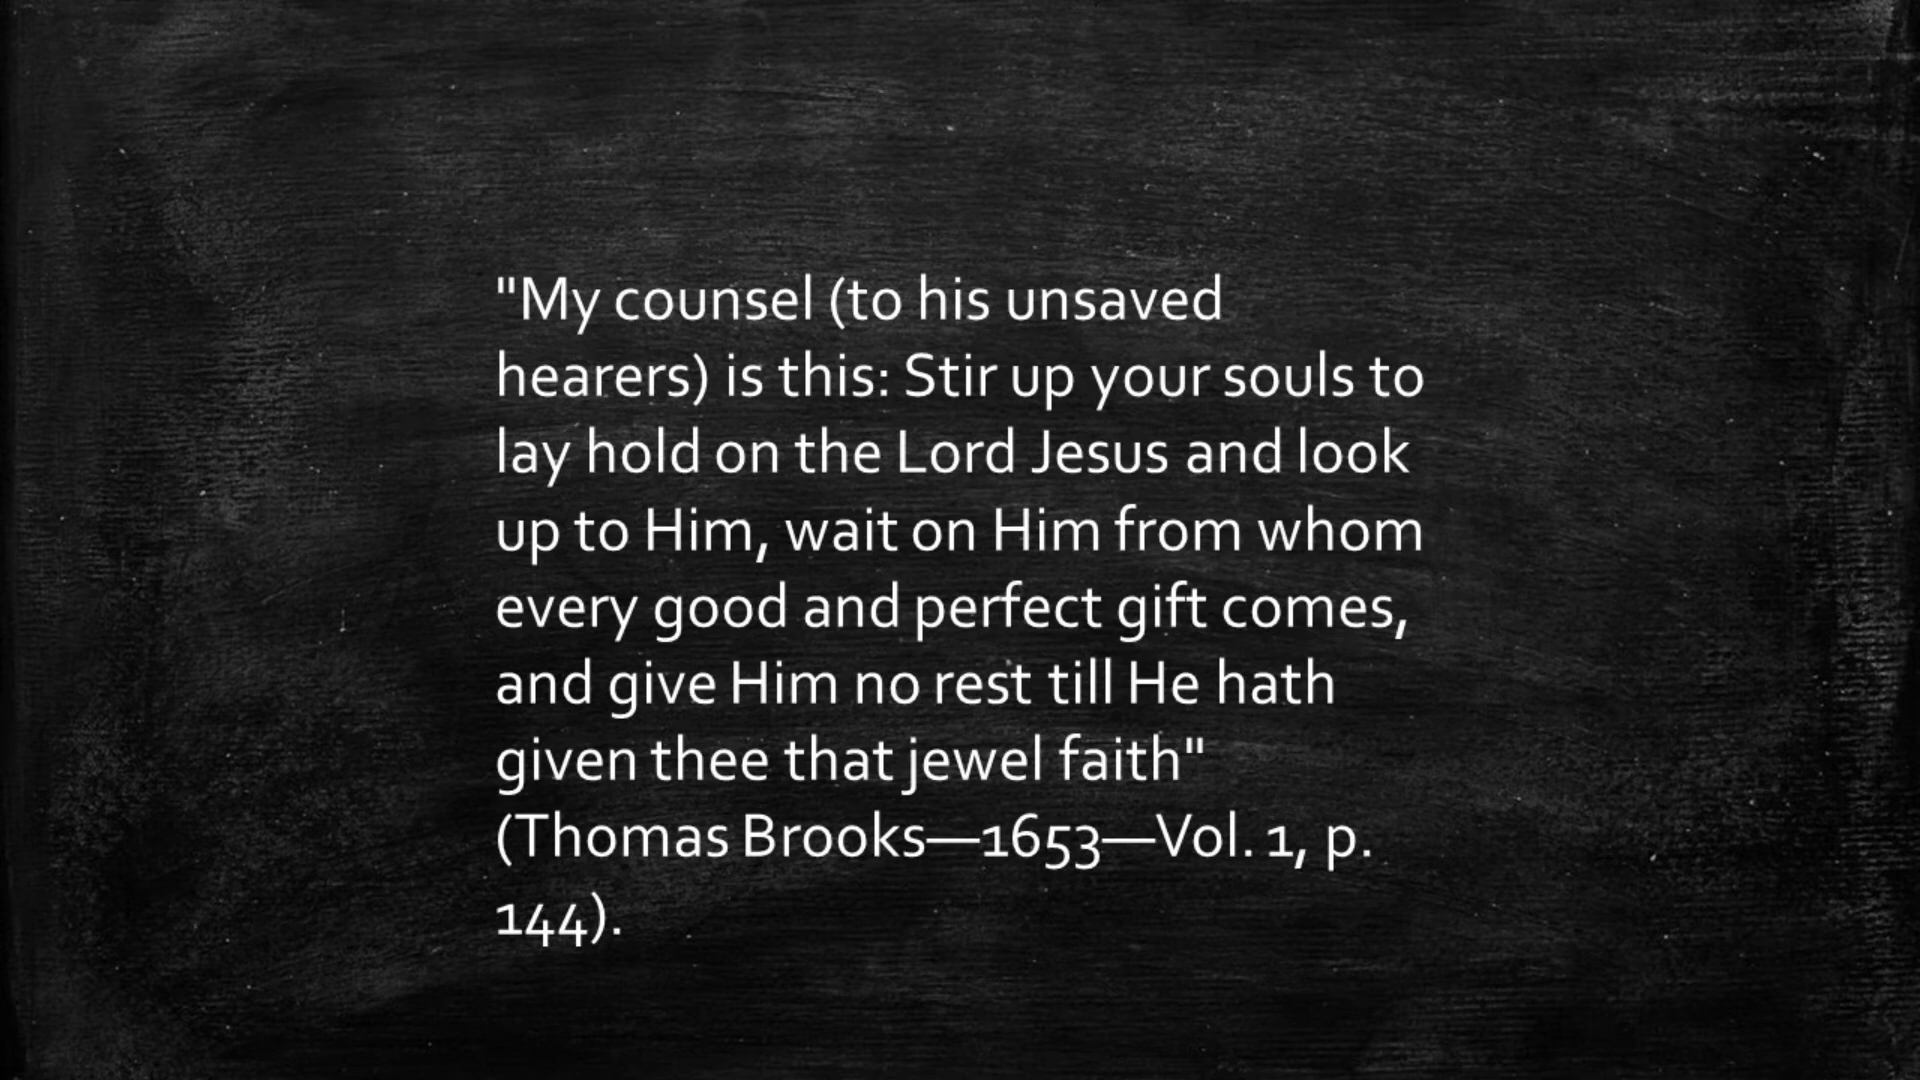 "My counsel (to his unsaved
hearers) is this: Stir up your souls to
lay hold on the Lord Jesus and look
up to Him, wait on Him from whom
every good and perfect gift comes,
and give Him no rest till He hath
given thee that jewel faith"
(Thomas Brooks—1653—Vol. 1, p.
144).